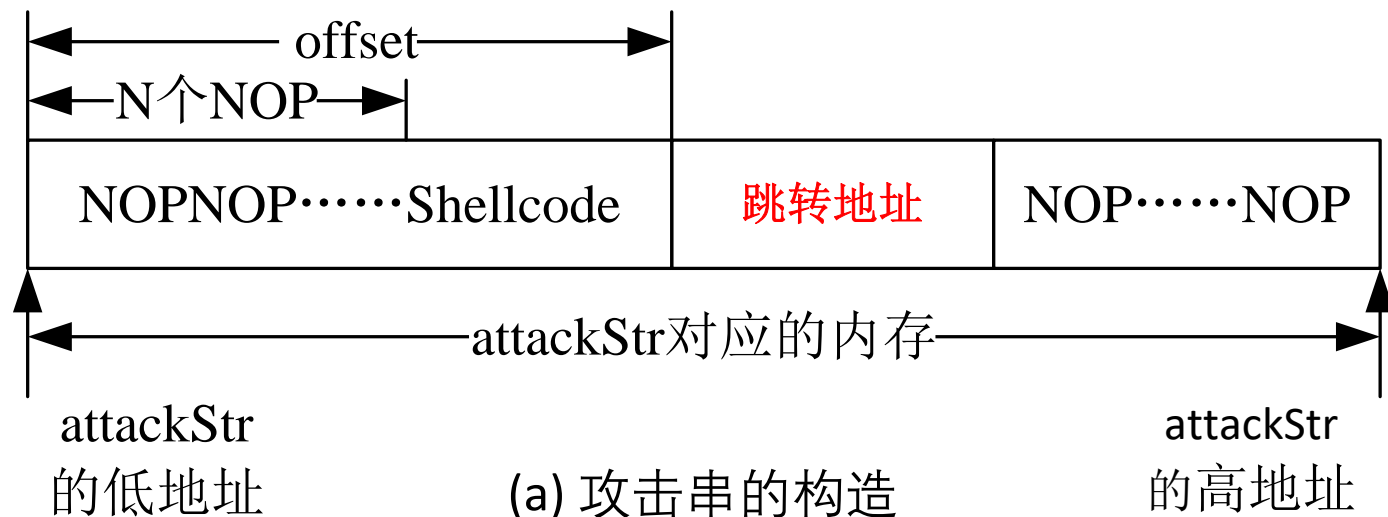 offset
N个NOP
NOPNOP……Shellcode
跳转地址
NOP……NOP
attackStr对应的内存
attackStr
的低地址
(a) 攻击串的构造
attackStr
的高地址